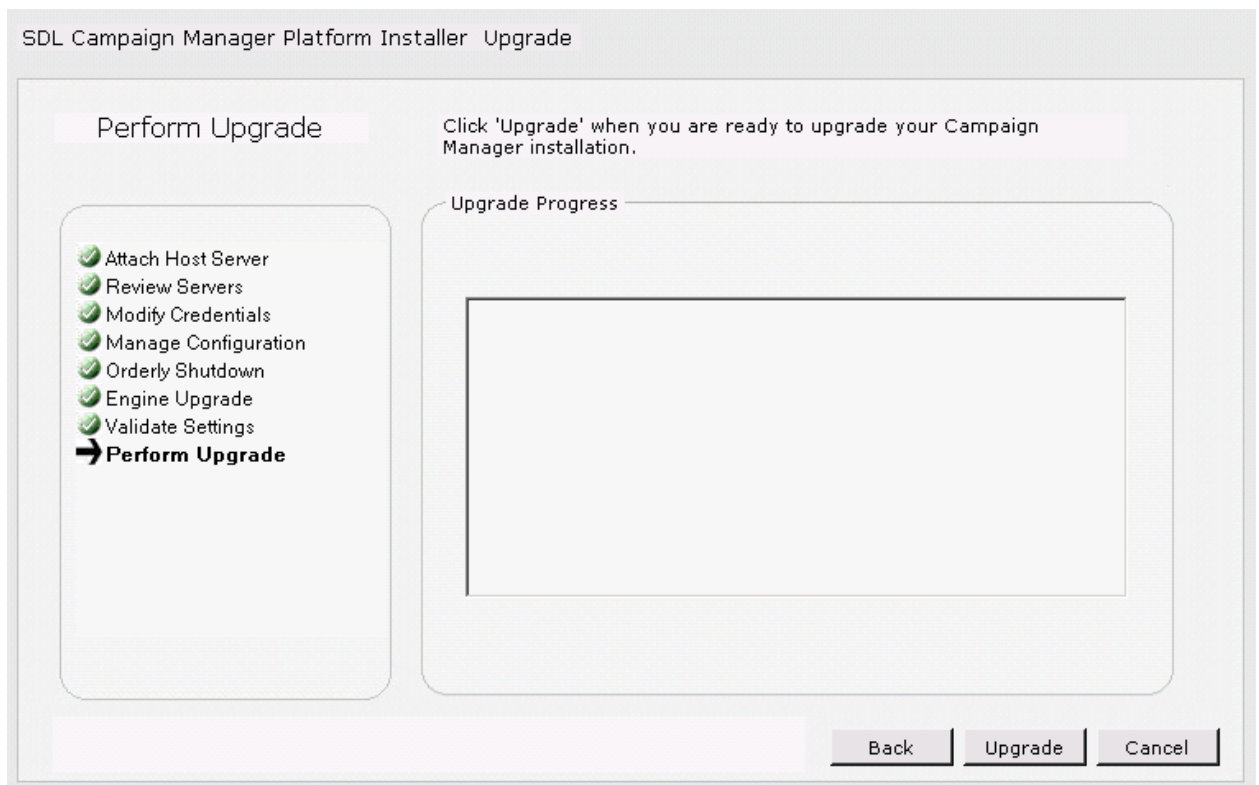 SDL Campaign Manager Platform Installer  Upgrade
Perform Upgrade
Click 'Upgrade' when you are ready to upgrade your Campaign
Manager installation.
Attach Host Server
Review Servers
Modify Credentials
Manage Configuration
Orderly Shutdown
Engine Upgrade
Validate Settings
Perform Upgrade
Upgrade Progress
Back
Upgrade
Cancel